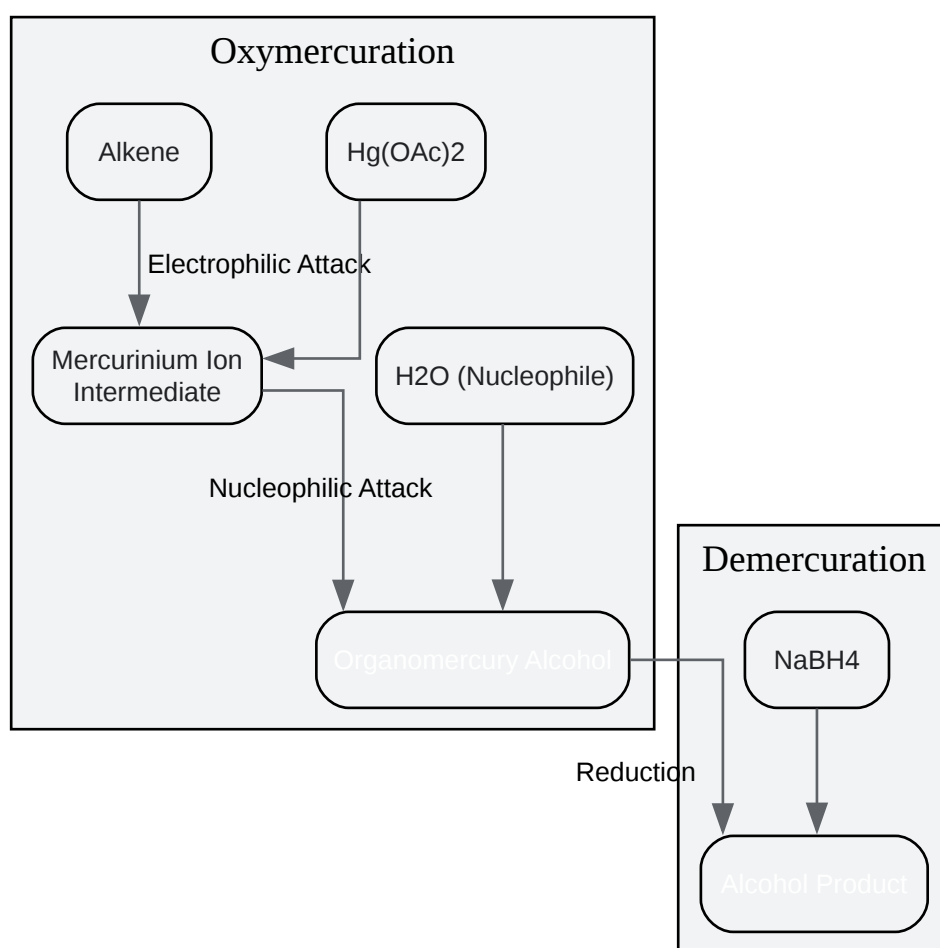 Oxymercuration
Alkene
Hg(OAc)2
Electrophilic Attack
Mercurinium Ion
Intermediate
H2O (Nucleophile)
Nucleophilic Attack
Organomercury Alcohol
Demercuration
NaBH4
Reduction
Alcohol Product